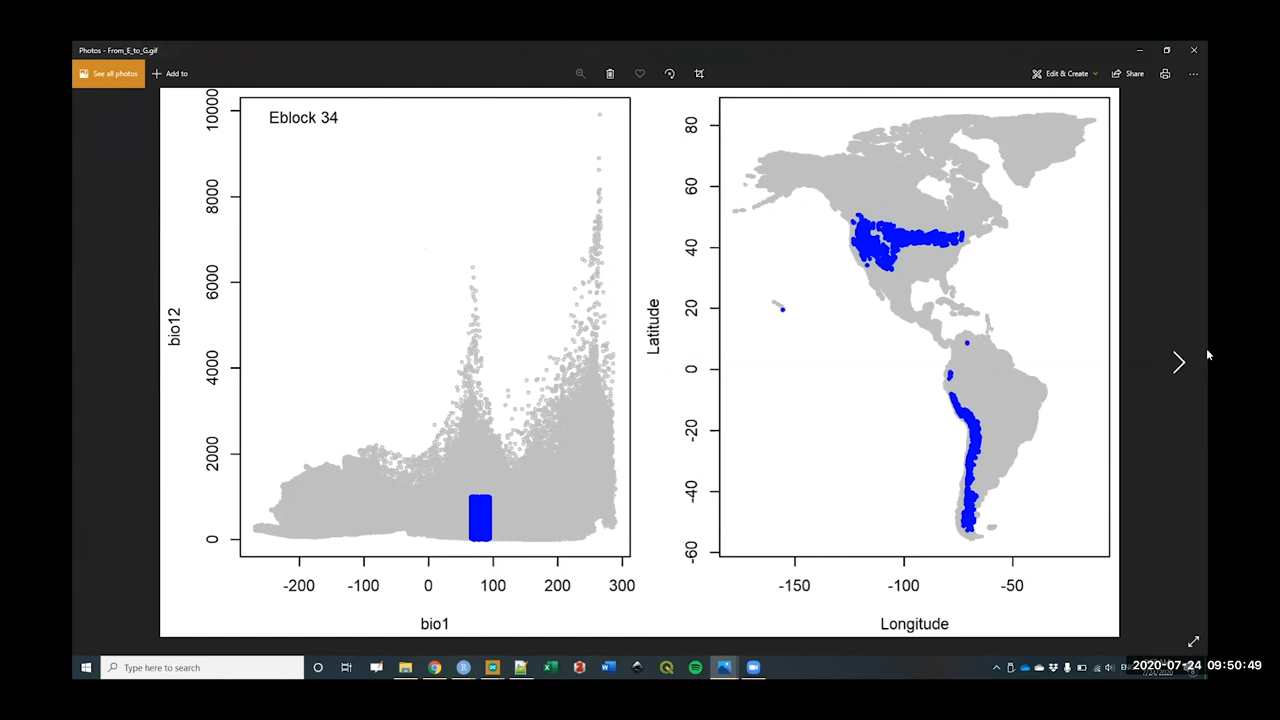 Photos - From_E_to_G.gif
See all photos
Add to
Edit & Create
Share
Eblock 34
bio12
10000
8000
6000
4000
2000
0
-200 -100 0 100 200 300
bio1
Latitude
80
60
40
20
0
-20
-40
-60
-150 -100 -50
Longitude
Type here to search
2020-07-24 09:50:49